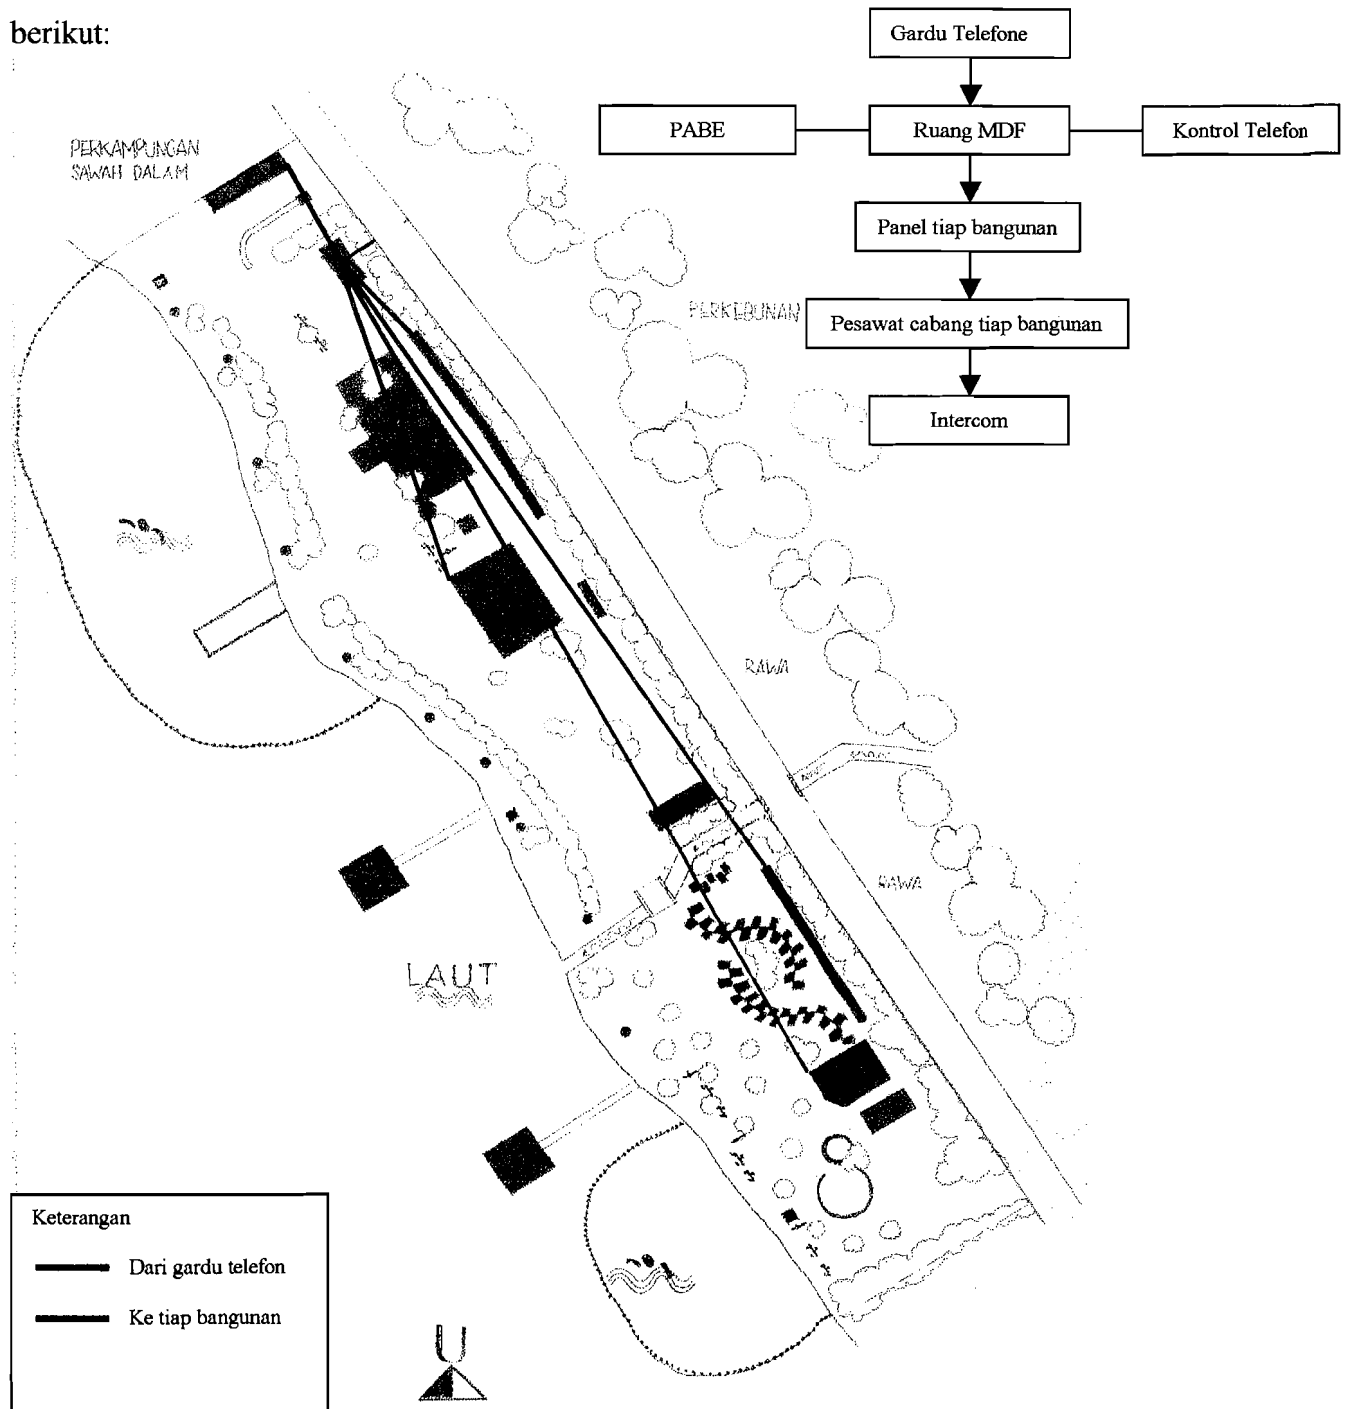 berikut:
Gardu Telefone
PABE
Ruang MDF
Kontrol Telefon
Panel tiap bangunan
Pesawat cabang tiap bangunan
Intercom
PERKAMPUNGAN
SAWAH DALAM
PERKEBUNAN
RAWA
RAWA
LAUT
Keterangan
Dari gardu telefon
Ke tiap bangunan
U